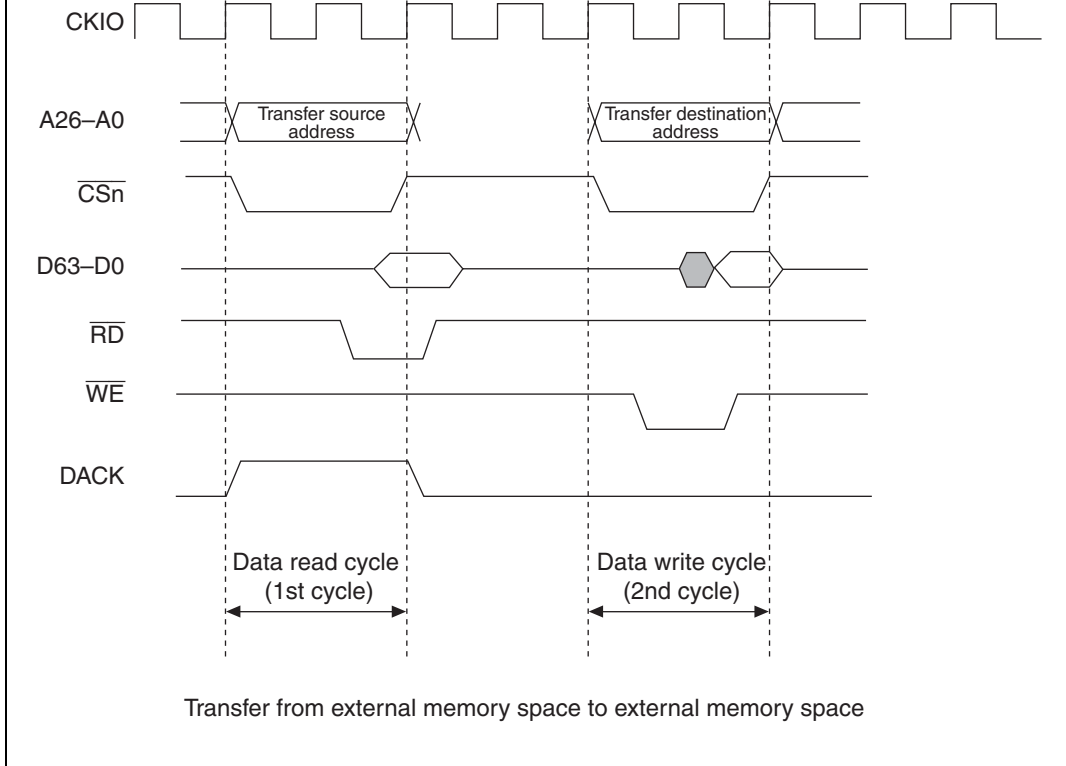 CKIO
A26–A0
Transfer source
address
Transfer destination
address
CSn
D63–D0
RD
WE
DACK
Data read cycle
(1st cycle)
Data write cycle
(2nd cycle)
Transfer from external memory space to external memory space